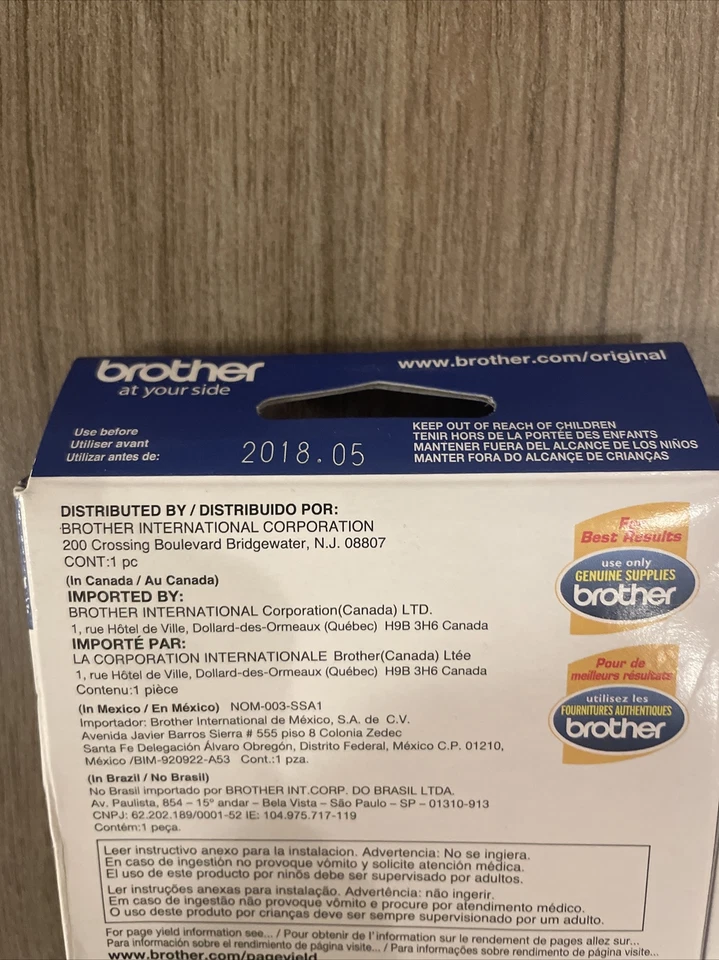 brother
at your side
www.brother.com/original
Use before
Utiliser avant
Utilizar antes de:
2018.05
KEEP OUT OF REACH OF CHILDREN
TENIR HORS DE LA PORTÉE DES ENFANTS
MANTENER FUERA DEL ALCANCE DE LOS NIÑOS
MANTER FORA DO ALCANÇE DE CRIANÇAS
DISTRIBUTED BY / DISTRIBUIDO POR:
BROTHER INTERNATIONAL CORPORATION
200 Crossing Boulevard Bridgewater, N.J. 08807
CONT:1 pc
(In Canada / Au Canada)
IMPORTED BY:
BROTHER INTERNATIONAL Corporation(Canada) LTD.
1, rue Hôtel de Ville, Dollard-des-Ormeaux (Québec) H9B 3H6 Canada
IMPORTÉ PAR:
LA CORPORATION INTERNATIONALE Brother(Canada) Ltée
1, rue Hôtel de Ville, Dollard-des-Ormeaux (Québec) H9B 3H6 Canada
Contenu:1 pièce
(In Mexico / En México) NOM-003-SSA1
Importador: Brother International de México, S.A. de C.V.
Avenida Javier Barros Sierra # 555 piso 8 Colonia Zedec
Santa Fe Delegación Álvaro Obregón, Distrito Federal, México C.P. 01210,
México /BIM-920922-A53 Cont.:1 pza.
(In Brazil / No Brasil)
No Brasil importado por BROTHER INT.CORP. DO BRASIL LTDA.
Av. Paulista, 854 – 15º andar – Bela Vista – São Paulo – SP – 01310-913
CNPJ: 62.202.189/0001-52 IE: 104.975.717-119
Contém:1 peça.
For
Best Results
use only
GENUINE SUPPLIES
brother
Pour de
meilleurs résultats
utilisez les
FOURNITURES AUTHENTIQUES
brother
Leer instructivo anexo para la instalacion. Advertencia: No se ingiera.
En caso de ingestión no provoque vómito y solicite atención médica.
El uso de este producto por ninõs debe ser supervisado por adultos.
Ler instruções anexas para instalação. Advertência: não ingerir.
Em caso de ingestão não provoque vômito e procure por atendimento médico.
O uso deste produto por crianças deve ser sempre supervisionado por um adulto.
For page yield information see... / Pour obtenir de l'information sur le rendement de pages allez sur...
Para información sobre el rendimiento de página visite... / Para informações sobre rendimento de página visite...
www.brother.com/pageyield